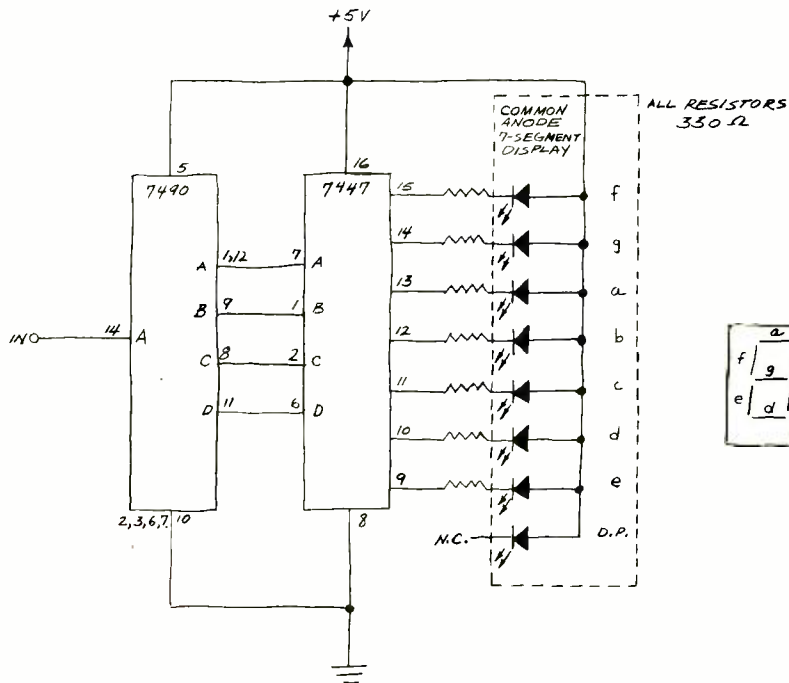 +5V
COMMON
ANODE
7-SEGMENT
DISPLAY
ALL RESISTORS
330 Ω
5
16
7490
7447
15
f
14
g
A 1,12
7 A
13
a
B 9
1 B
12
b
IN
14 A
C 8
2 C
11
c
D 11
6 D
10
d
9
e
2,3,6,7. 10
8
N.C.
D.P.
a
f
g
e
d